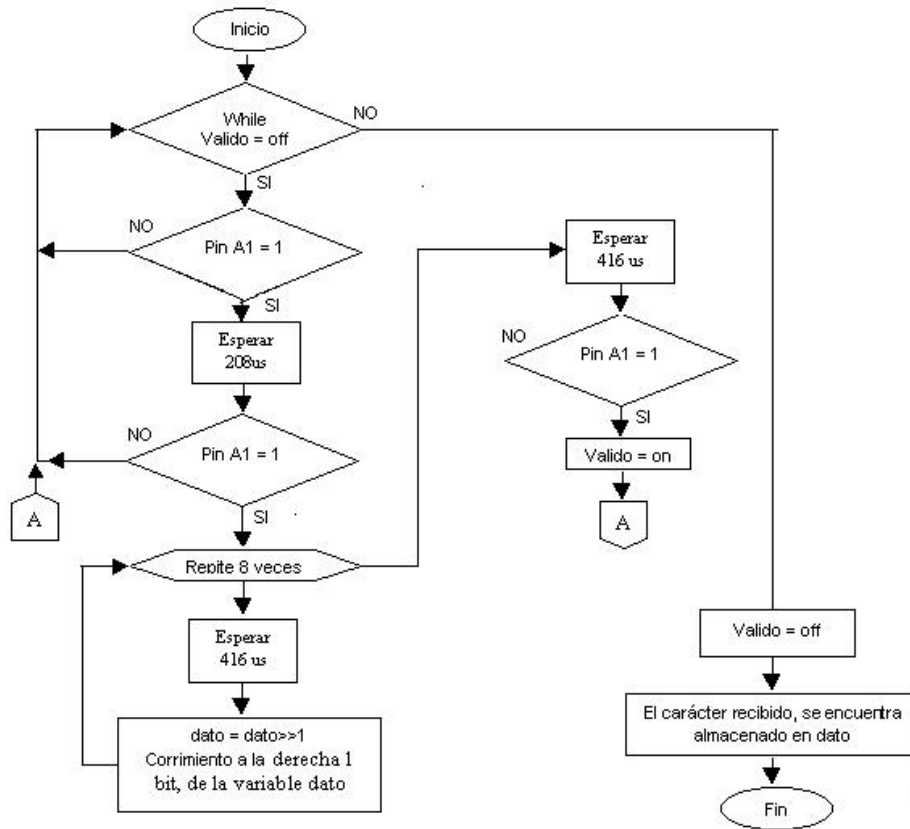 Inicio
While
Valido = off
NO
SI
NO
Pin A1 = 1
SI
Esperar
208us
NO
Pin A1 = 1
SI
A
Repite 8 veces
Esperar
416 us
dato = dato>>1
Corrimiento a la derecha 1
bit, de la variable dato
Esperar
416 us
NO
Pin A1 = 1
SI
Valido = on
A
Valido = off
El carácter recibido, se encuentra
almacenado en dato
Fin